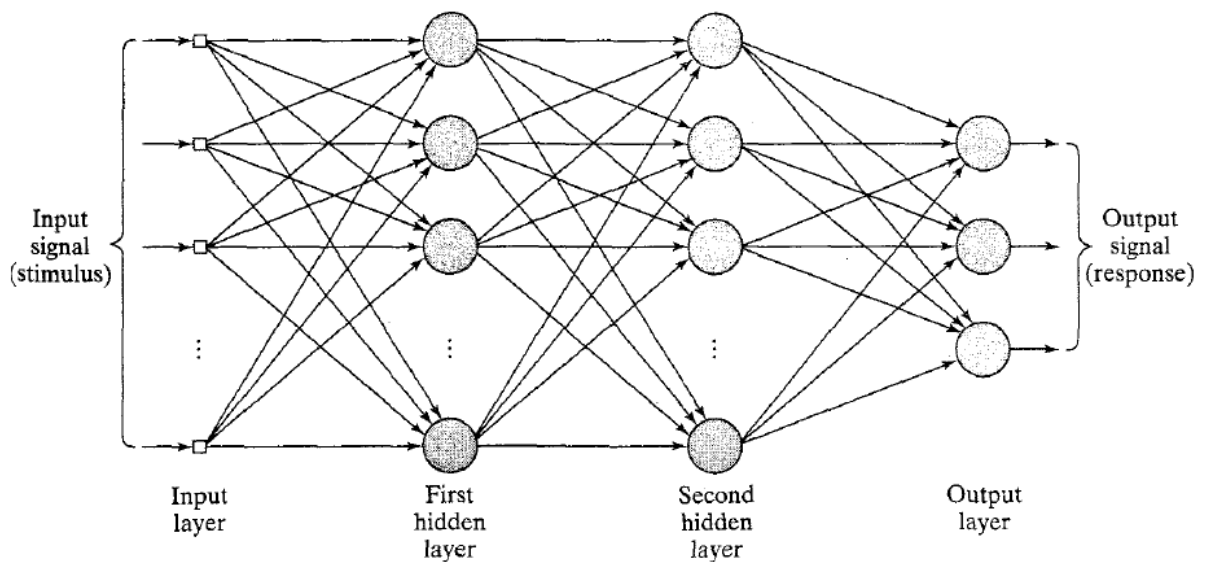 Input
signal
(stimulus)
Output
signal
(response)
⋮
⋮
⋮
Input
layer
First
hidden
layer
Second
hidden
layer
Output
layer